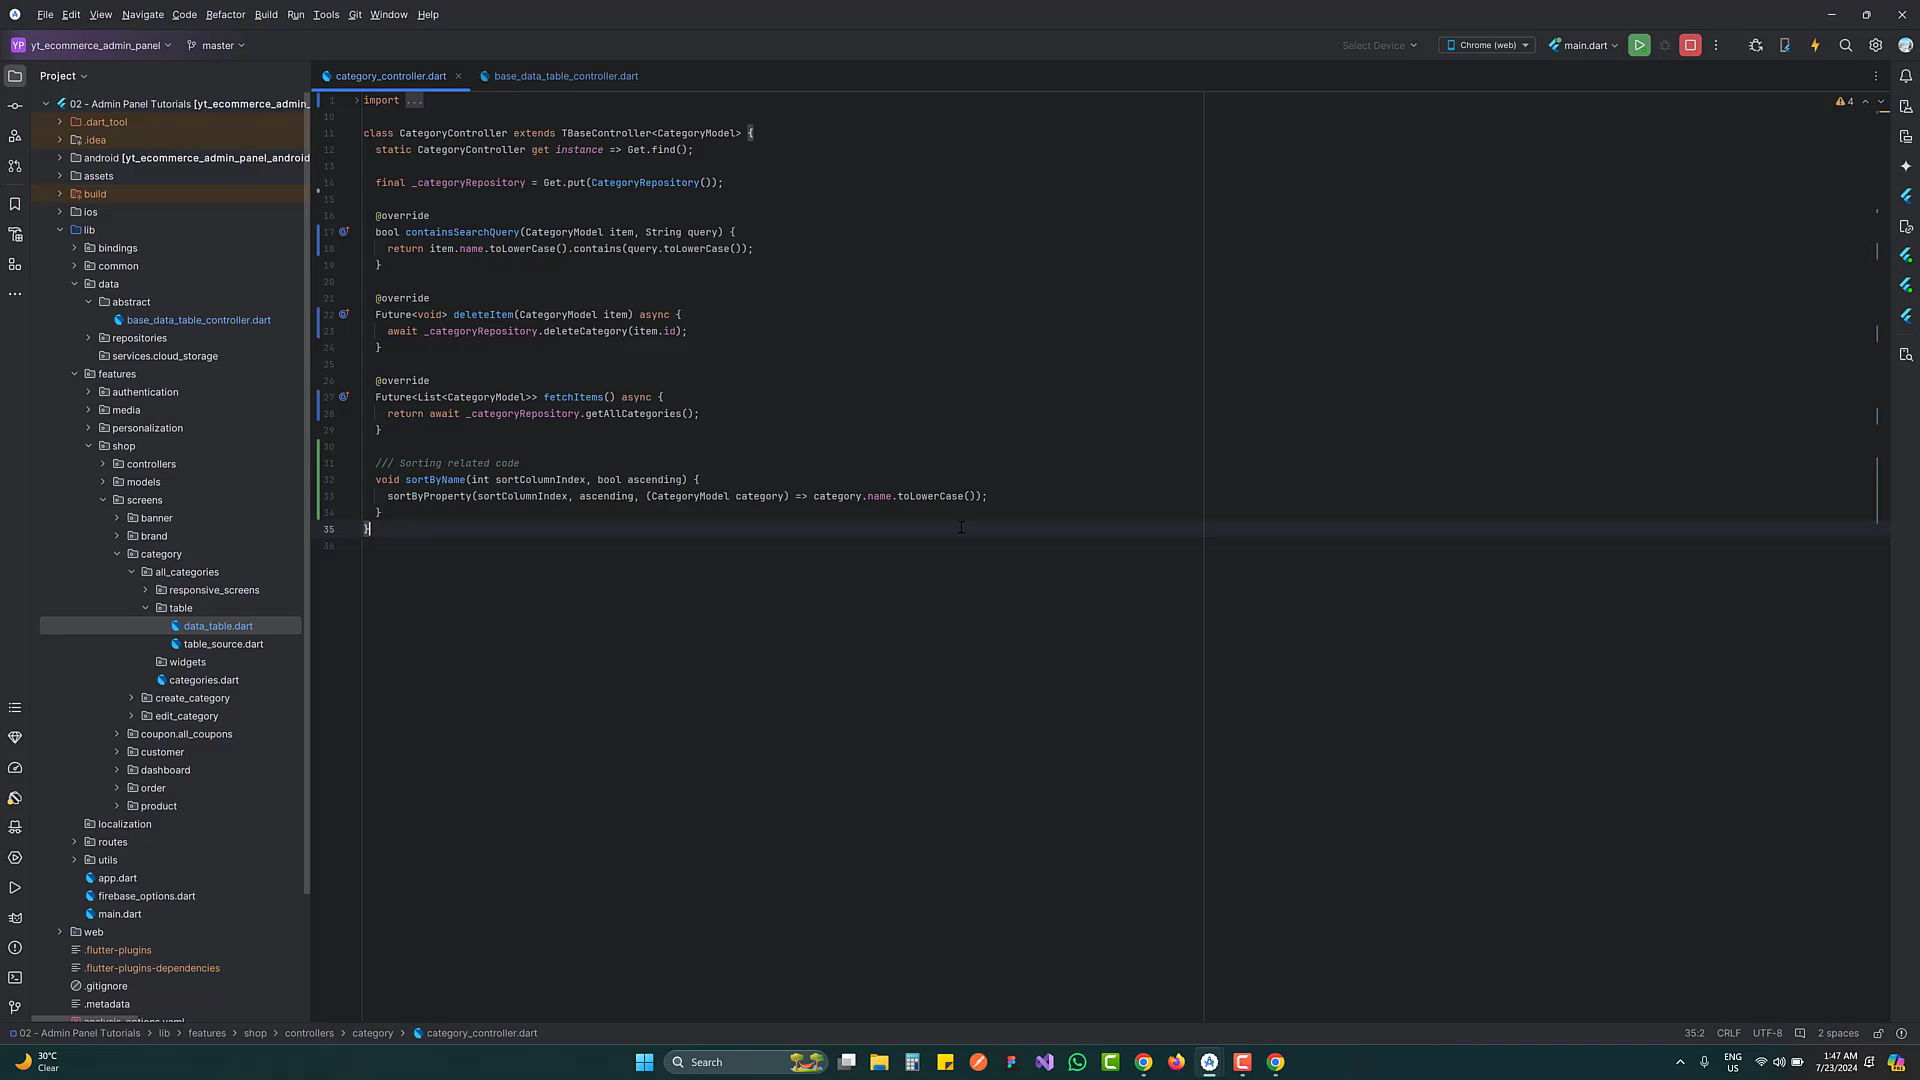 File Edit View Navigate Code Refactor Build Run Tools Git Window Help
YP yt_ecommerce_admin_panel master Select Device Chrome (web) main.dart
Project
category_controller.dart base_data_table_controller.dart
02 - Admin Panel Tutorials [yt_ecommerce_admin_
.dart_tool
.idea
android [yt_ecommerce_admin_panel_android
assets
build
ios
lib
bindings
common
data
abstract
base_data_table_controller.dart
repositories
services.cloud_storage
features
authentication
media
personalization
shop
controllers
models
screens
banner
brand
category
all_categories
responsive_screens
table
data_table.dart
table_source.dart
widgets
categories.dart
create_category
edit_category
coupon.all_coupons
customer
dashboard
order
product
localization
routes
utils
app.dart
firebase_options.dart
main.dart
web
.flutter-plugins
.flutter-plugins-dependencies
.gitignore
.metadata
4
1 import ...
10
11 class CategoryController extends TBaseController<CategoryModel> {
12 static CategoryController get instance => Get.find();
13
14 final _categoryRepository = Get.put(CategoryRepository());
15
16 @override
17 bool containsSearchQuery(CategoryModel item, String query) {
18 return item.name.toLowerCase().contains(query.toLowerCase());
19 }
20
21 @override
22 Future<void> deleteItem(CategoryModel item) async {
23 await _categoryRepository.deleteCategory(item.id);
24 }
25
26 @override
27 Future<List<CategoryModel>> fetchItems() async {
28 return await _categoryRepository.getAllCategories();
29 }
30
31 /// Sorting related code
32 void sortByName(int sortColumnIndex, bool ascending) {
33 sortByProperty(sortColumnIndex, ascending, (CategoryModel category) => category.name.toLowerCase());
34 }
35 }
36
02 - Admin Panel Tutorials > lib > features > shop > controllers > category > category_controller.dart 35:2 CRLF UTF-8 2 spaces
30°C
Clear
Search
ENG
US
1:47 AM
7/23/2024